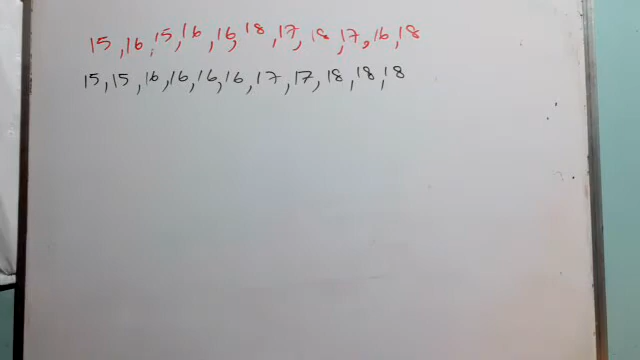 15, 16, 15, 16, 16, 18, 17, 18, 17, 16, 18
15, 15, 16, 16, 16, 16, 17, 17, 18, 18, 18